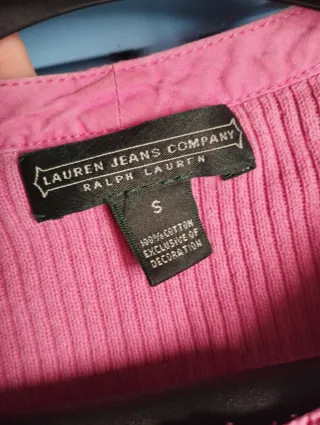 LAUREN JEANS COMPANY
RALPH LAUREN
S
100% COTTON
EXCLUSIVE OF
DECORATION